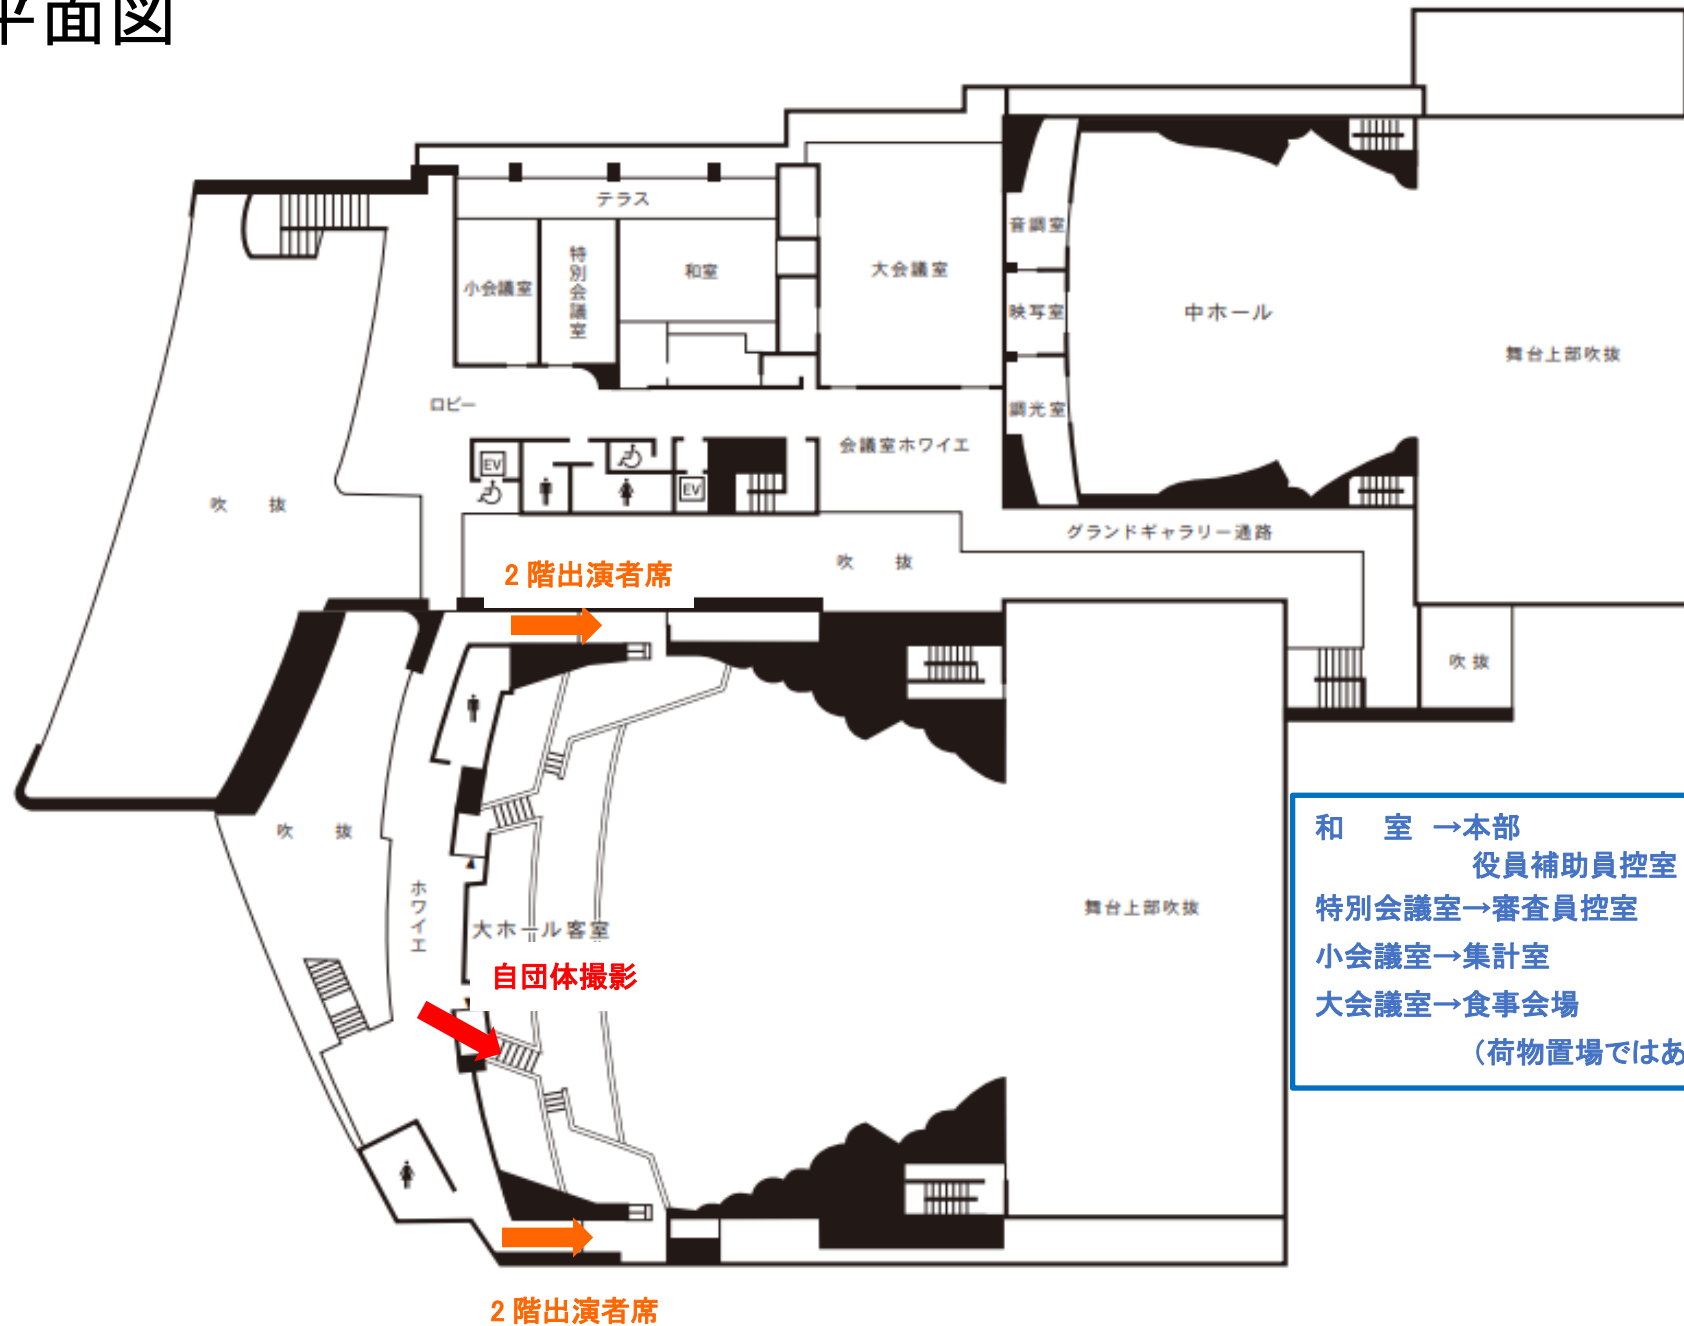 平面図
テラス
小会議室
特別会議室
和室
大会議室
音調室
映写室
調光室
中ホール
舞台上部吹抜
ロビー
会議室ホワイエ
EV
EV
吹 抜
グランドギャラリー通路
吹 抜
2階出演者席
吹抜
吹 抜
ホワイエ
大ホール客室
自団体撮影
舞台上部吹抜
和 室 →本部
役員補助員控室
特別会議室→審査員控室
小会議室→集計室
大会議室→食事会場
（荷物置場ではあ
2階出演者席